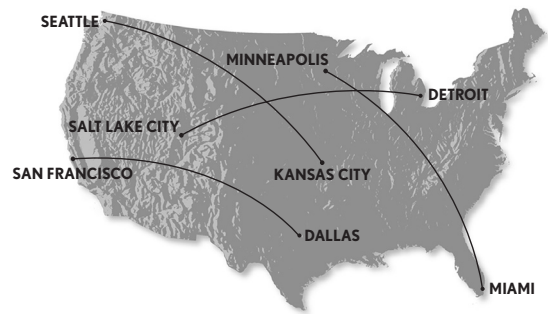 SEATTLE
MINNEAPOLIS
DETROIT
SALT LAKE CITY
SAN FRANCISCO
KANSAS CITY
DALLAS
MIAMI